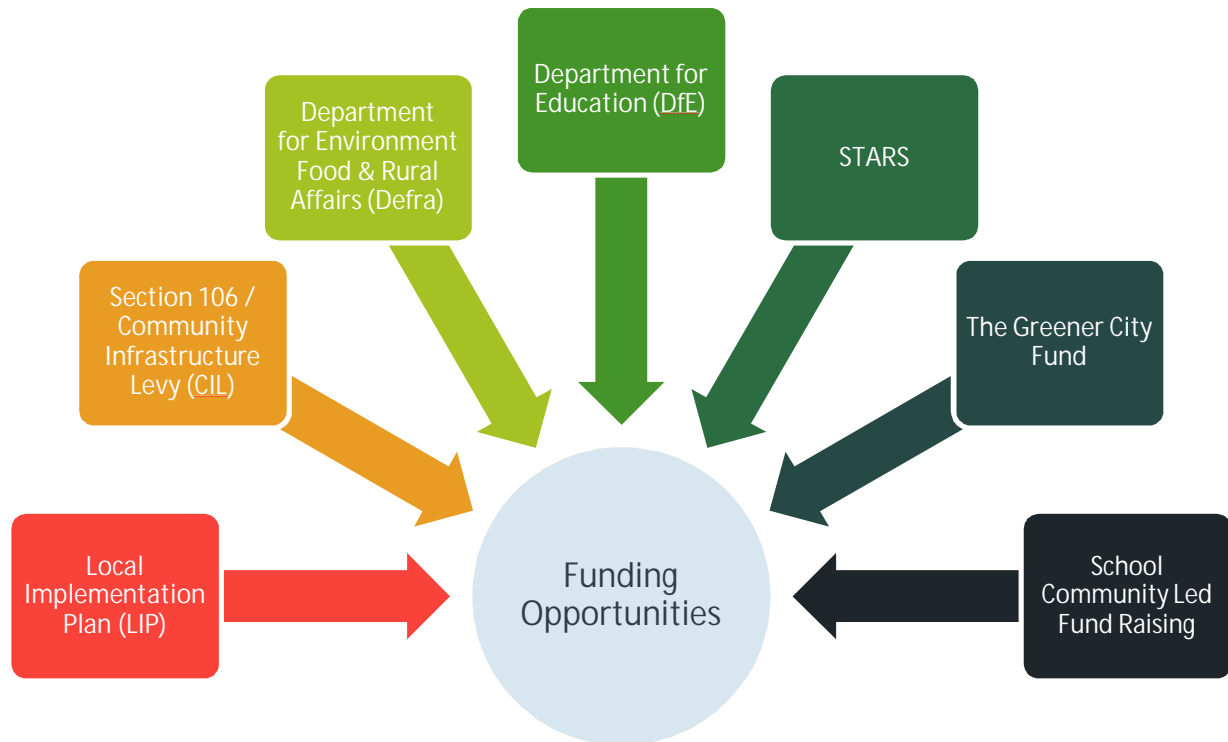 Department for
Education (DfE)
Department
for Environment
Food & Rural
Affairs (Defra)
STARS
Section 106 /
Community
Infrastructure
Levy (CIL)
The Greener City
Fund
Local
Implementation
Plan (LIP)
Funding
Opportunities
School
Community Led
Fund Raising